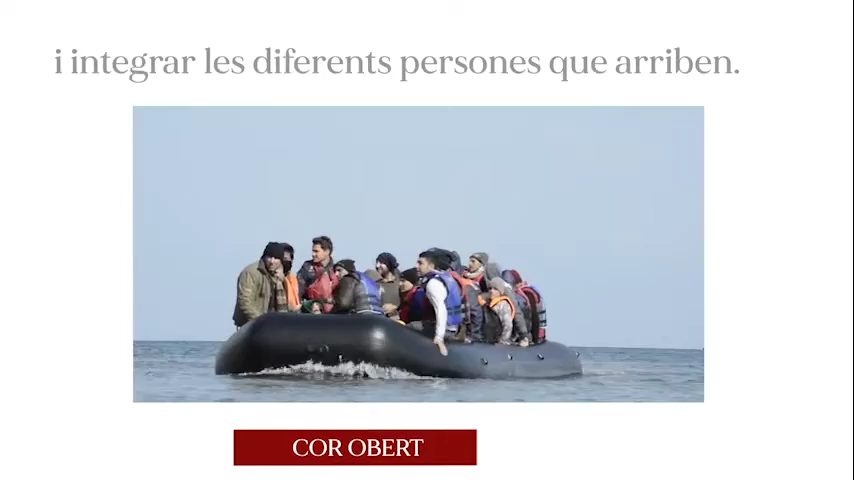 i integrar les diferents persones que arriben.
COR OBERT